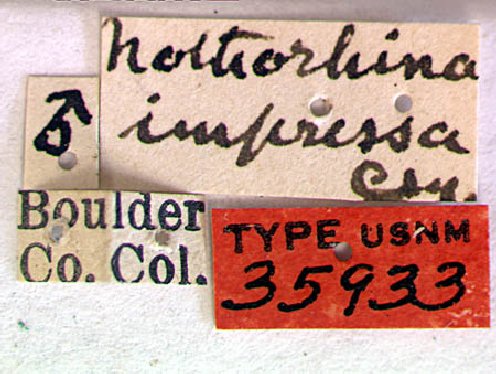 Nothorhina
impressa
Csy.
♂
Boulder
Co. Col.
TYPE USNM
35933